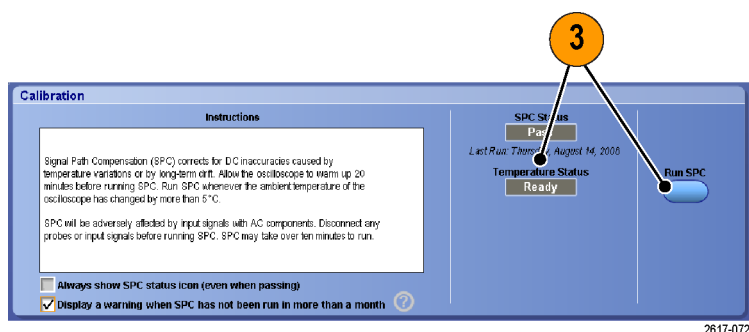 3
Calibration
Instructions
Signal Path Compensation (SPC) corrects for DC inaccuracies caused by
temperature variations or by long-term drift. Allow the oscilloscope to warm up 20
minutes before running SPC. Run SPC whenever the ambient temperature of the
oscilloscope has changed by more than 5°C.
SPC will be adversely affected by input signals with AC components. Disconnect any
probes or input signals before running SPC. SPC may take over ten minutes to run.
Always show SPC status icon (even when passing)
Display a warning when SPC has not been run in more than a month
?
SPC Status
Pass
Last Run: Thursday, August 14, 2008
Temperature Status
Ready
Run SPC
2617-072